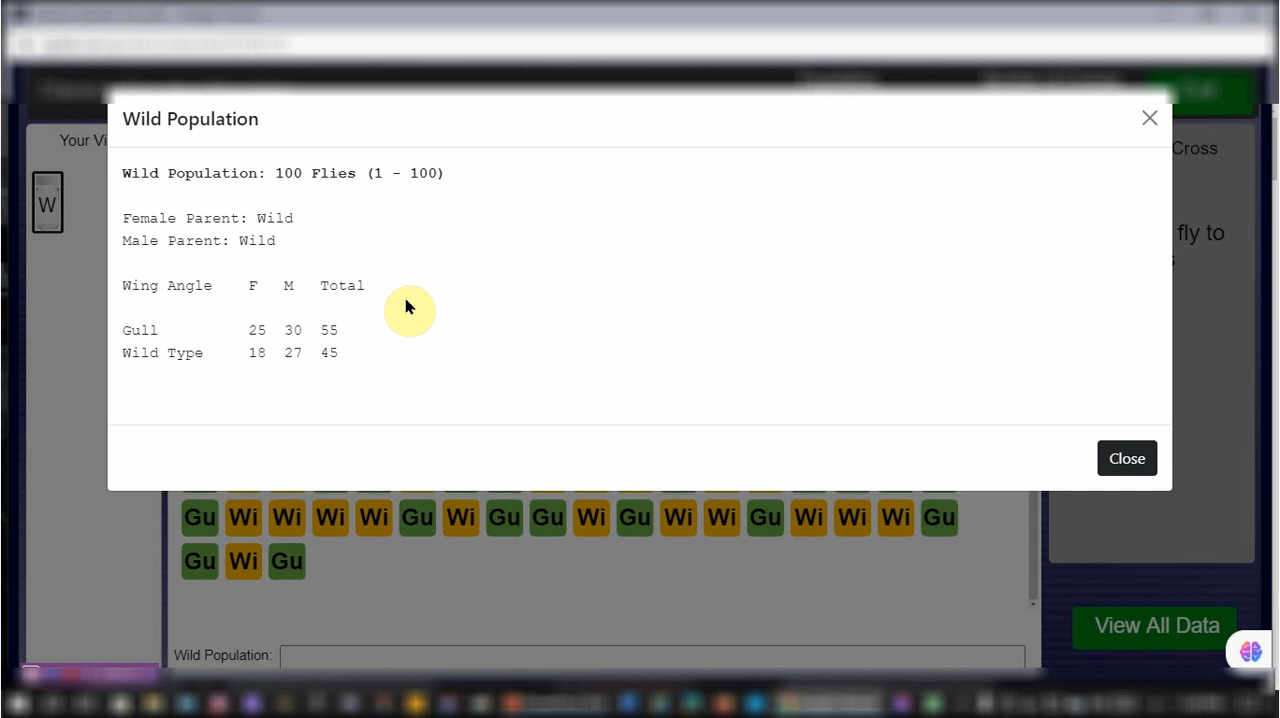 Wild Population
Your Vi
Cross
W
Wild Population: 100 Flies (1 - 100)
Female Parent: Wild
fly to
Male Parent: Wild
Wing Angle F M Total
Gull 25 30 55
Wild Type 18 27 45
Close
Gu Wi Wi Wi Wi Gu Wi Gu Gu Wi Gu Wi Wi Gu Wi Wi Wi Gu
Gu Wi Gu
View All Data
Wild Population: